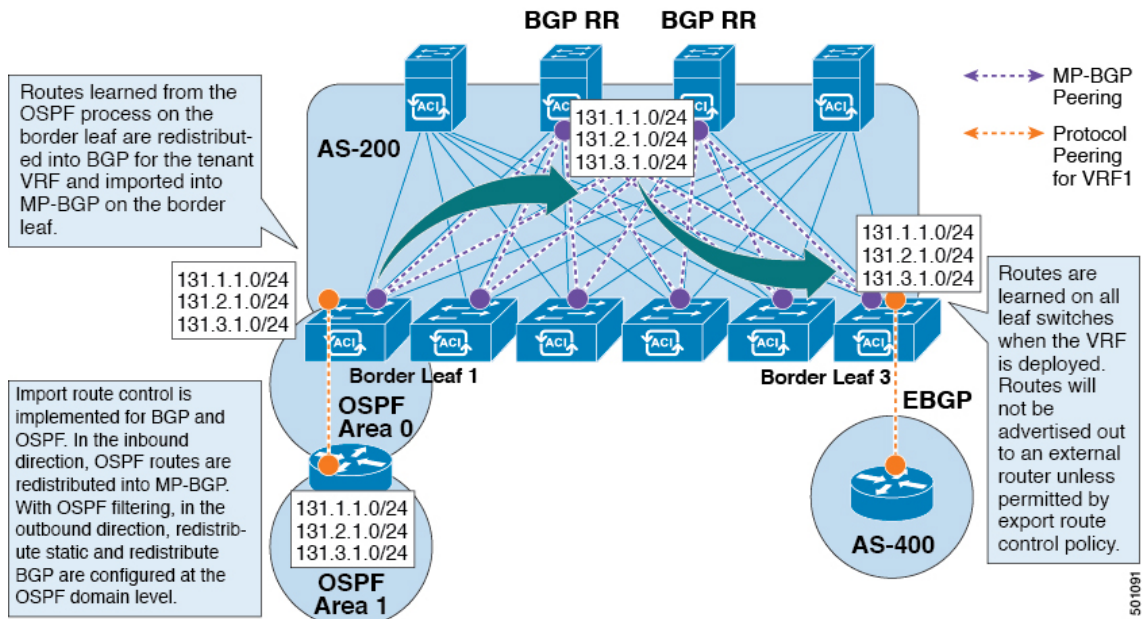 BGP RR
BGP RR
Routes learned from the
OSPF process on the
border leaf are redistribut-
ed into BGP for the tenant
VRF and imported into
MP-BGP on the border
leaf.
AS-200
ACI
ACI
ACI
ACI
131.1.1.0/24
131.2.1.0/24
131.3.1.0/24
MP-BGP
Peering
Protocol
Peering
for VRF1
131.1.1.0/24
131.2.1.0/24
131.3.1.0/24
131.1.1.0/24
131.2.1.0/24
131.3.1.0/24
ACI
ACI
ACI
ACI
ACI
ACI
Border Leaf 1
Border Leaf 3
Routes are
learned on all
leaf switches
when the VRF
is deployed.
Routes will
not be
advertised out
to an external
router unless
permitted by
export route
control policy.
Import route control is
implemented for BGP and
OSPF. In the inbound
direction, OSPF routes are
redistributed into MP-BGP.
With OSPF filtering, in the
outbound direction, redistrib-
ute static and redistribute
BGP are configured at the
OSPF domain level.
OSPF
Area 0
EBGP
131.1.1.0/24
131.2.1.0/24
131.3.1.0/24
OSPF
Area 1
AS-400
501091